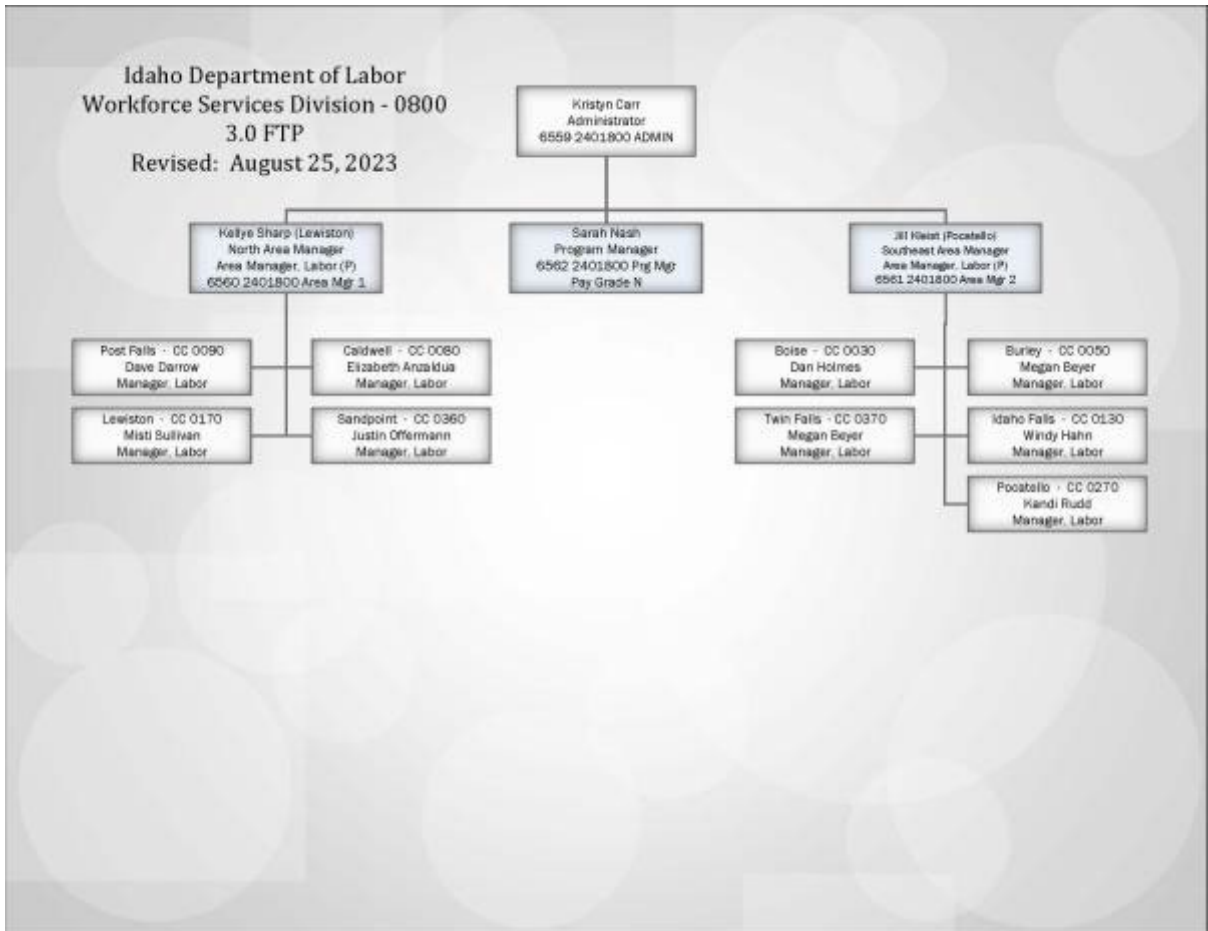 Idaho Department of Labor
Workforce Services Division - 0800
3.0 FTP
Revised: August 25, 2023
Kristyn Carr
Administrator
6559 2401800 ADMIN
Kellye Sharp (Lewiston)
North Area Manager
Area Manager, Labor (P)
6560 2401800 Area Mgr 1
Sarah Nash
Program Manager
6562 2401800 Prg Mgr
Pay Grade N
Jill Kleist (Pocatello)
Southeast Area Manager
Area Manager, Labor (P)
6561 2401800 Area Mgr 2
Post Falls - CC 0090
Dave Darrow
Manager, Labor
Caldwell - CC 0080
Elizabeth Anzaldua
Manager, Labor
Lewiston - CC 0170
Misti Sullivan
Manager, Labor
Sandpoint - CC 0360
Justin Offermann
Manager, Labor
Boise - CC 0030
Dan Holmes
Manager, Labor
Burley - CC 0050
Megan Beyer
Manager, Labor
Twin Falls - CC 0370
Megan Beyer
Manager, Labor
Idaho Falls - CC 0130
Windy Hahn
Manager, Labor
Pocatello - CC 0270
Kandi Rudd
Manager, Labor